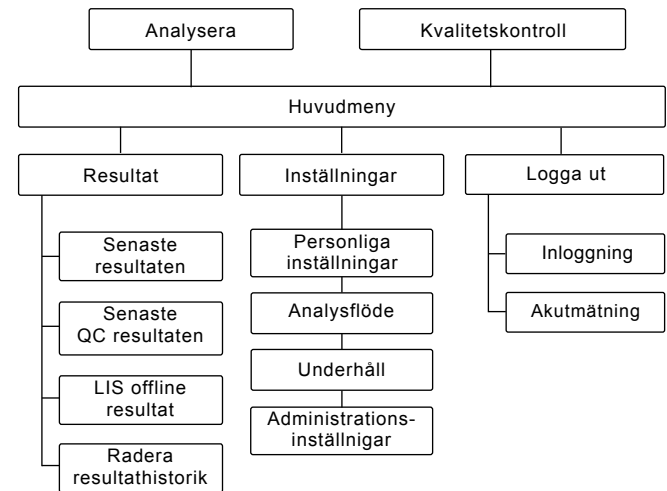 Analysera
Kvalitetskontroll
Huvudmeny
Resultat
Inställningar
Logga ut
Senaste
resultaten
Senaste
QC resultaten
LIS offline
resultat
Radera
resultathistorik
Personliga
inställningar
Analysflöde
Underhåll
Administrations-
inställnigar
Inloggning
Akutmätning